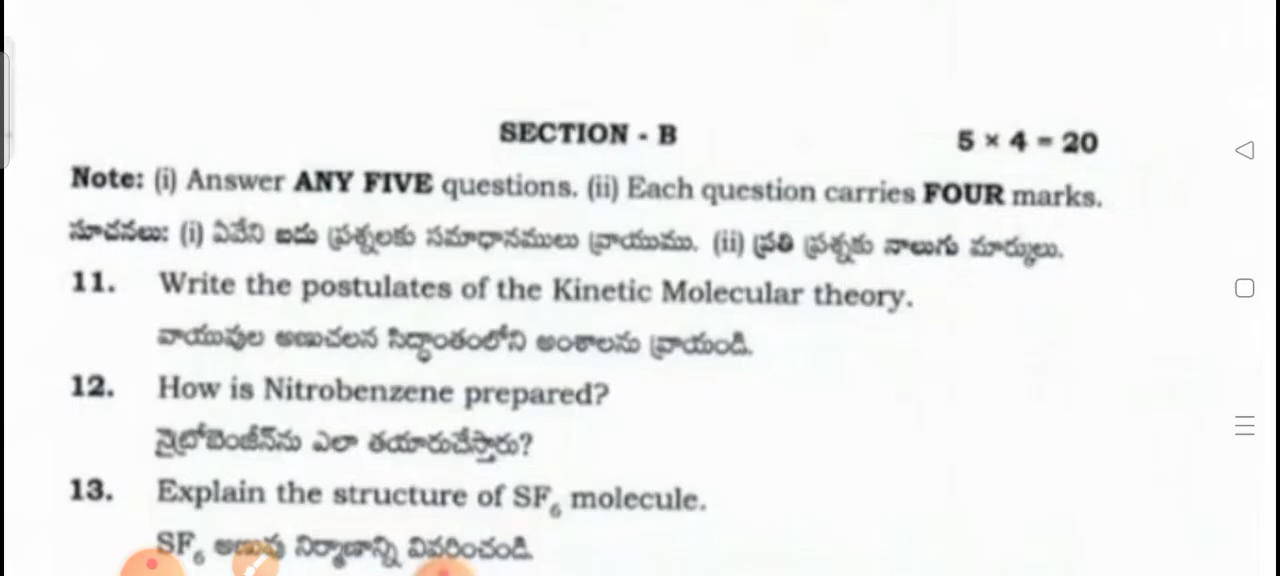 SECTION - B 5 × 4 = 20
Note: (i) Answer ANY FIVE questions. (ii) Each question carries FOUR marks.
సూచనలు: (i) ఏవేని ఐదు ప్రశ్నలకు సమాధానములు వ్రాయుము. (ii) ప్రతి ప్రశ్నకు నాలుగు మార్కులు.
11. Write the postulates of the Kinetic Molecular theory.
వాయువుల అణుచలన సిద్ధాంతంలోని అంశాలను వ్రాయండి.
12. How is Nitrobenzene prepared?
నైట్రోబెంజీన్‌ను ఎలా తయారుచేస్తారు?
13. Explain the structure of SF₆ molecule.
SF₆ అణువు నిర్మాణాన్ని వివరించండి.